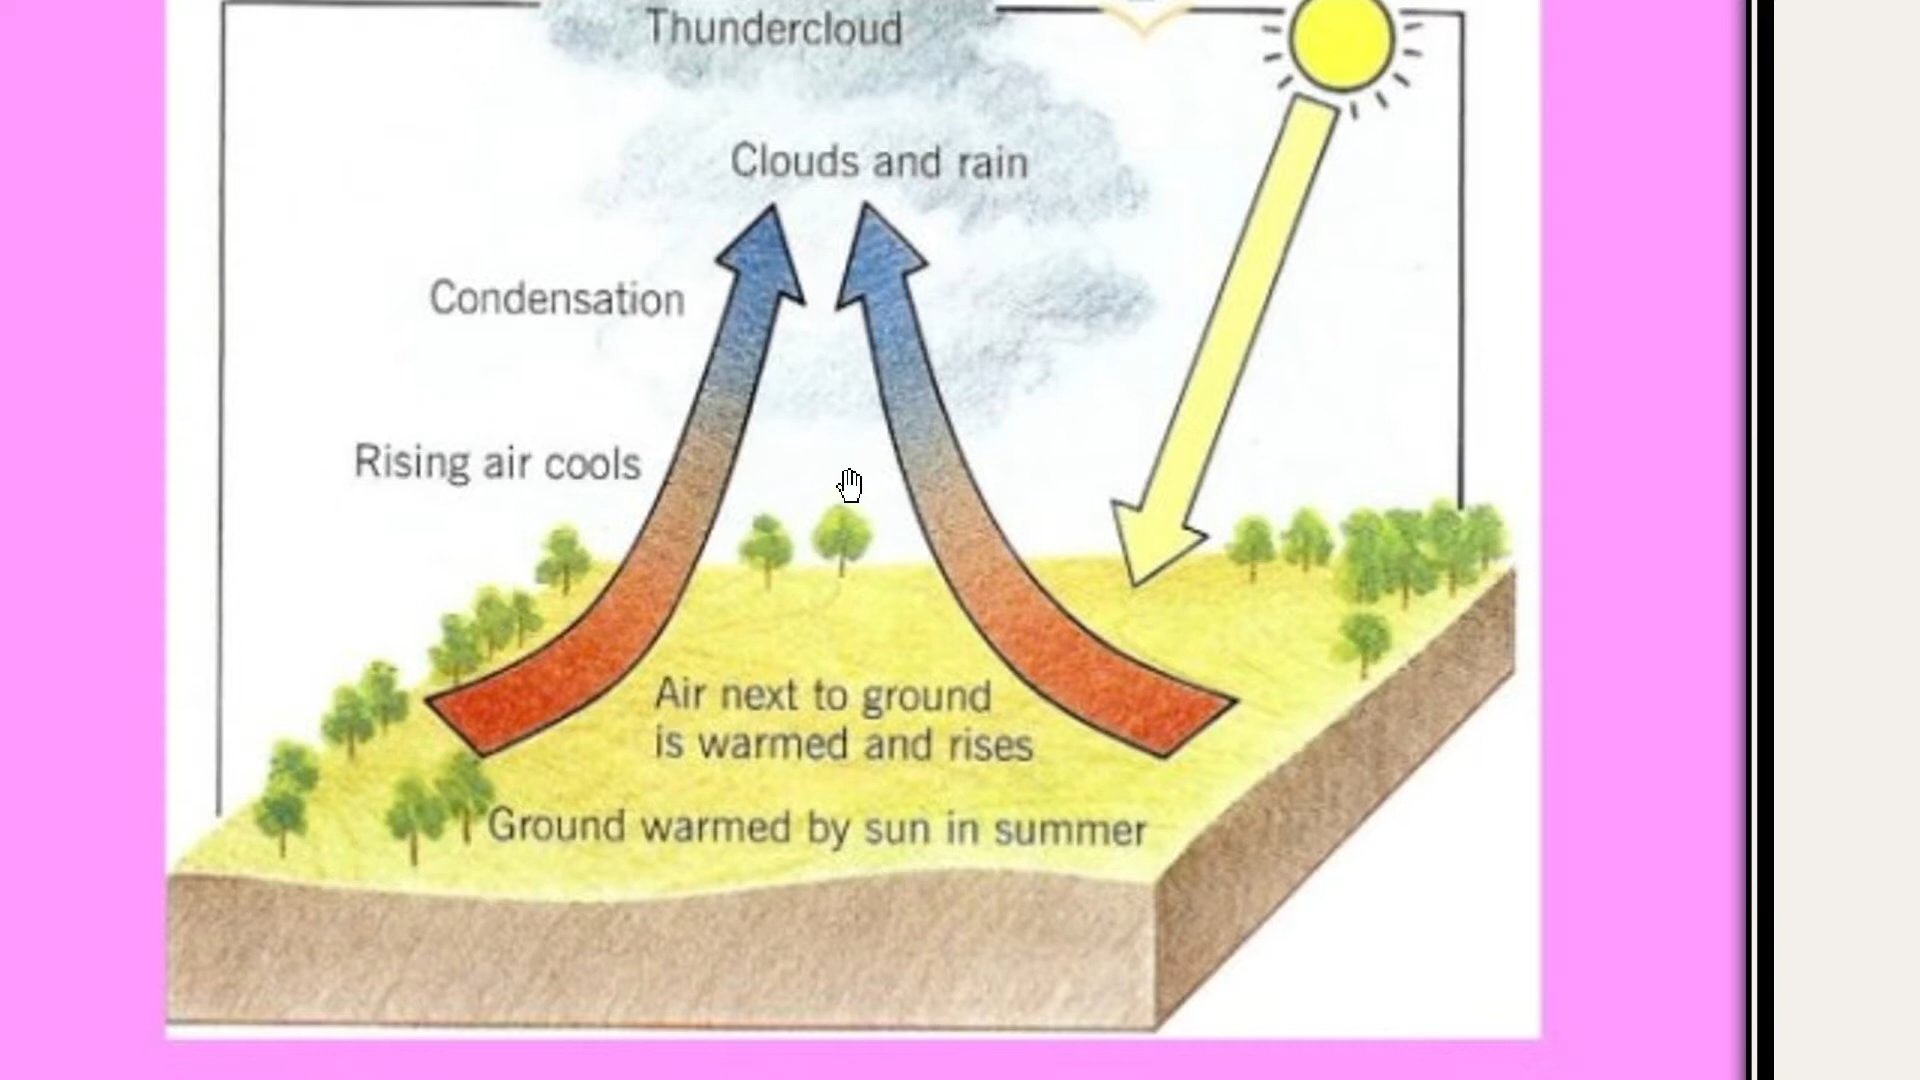 Thundercloud
Clouds and rain
Condensation
Rising air cools
Air next to ground
is warmed and rises
Ground warmed by sun in summer